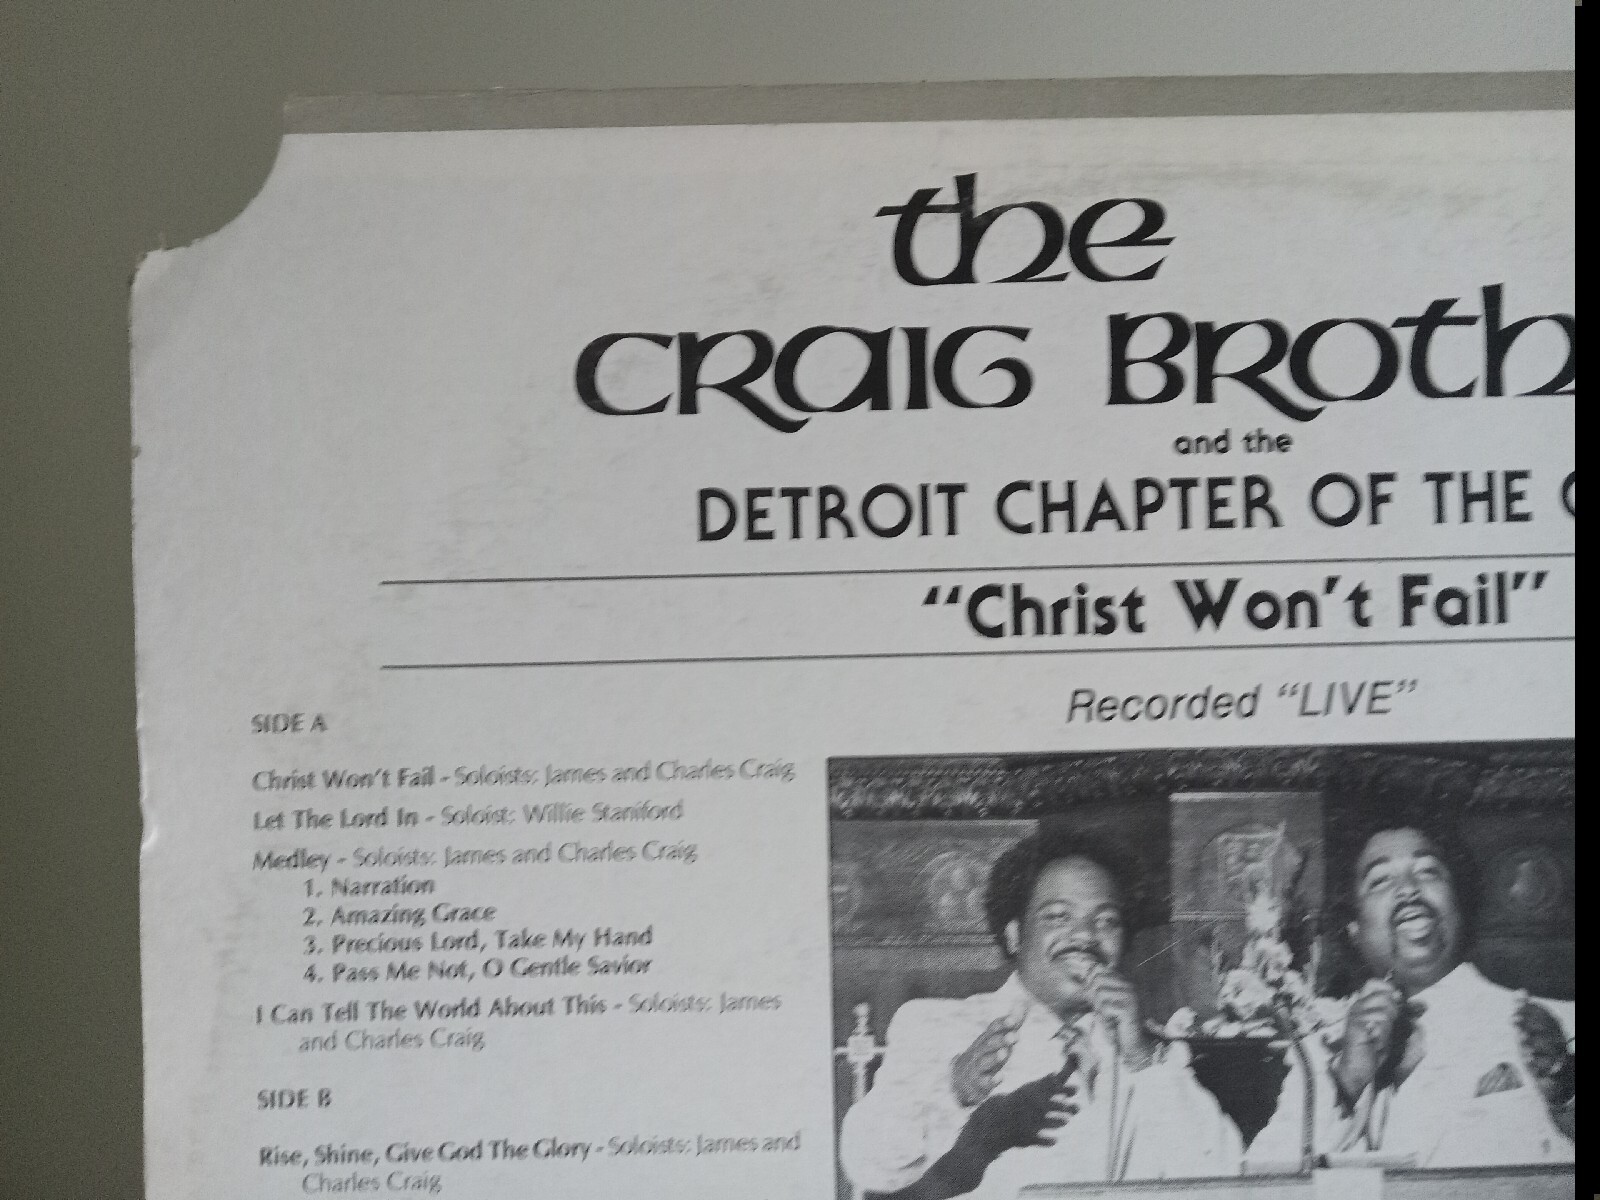 the
CRAIG BROTH
and the
DETROIT CHAPTER OF THE
"Christ Won't Fail"
Recorded "LIVE"
SIDE A
Christ Won't Fail - Soloists: James and Charles Craig
Let The Lord In - Soloist: Willie Staniford
Medley - Soloists: James and Charles Craig
1. Narration
2. Amazing Grace
3. Precious Lord, Take My Hand
4. Pass Me Not, O Gentle Savior
I Can Tell The World About This - Soloists: James
and Charles Craig
SIDE B
Rise, Shine, Give God The Glory - Soloists: James and
Charles Craig